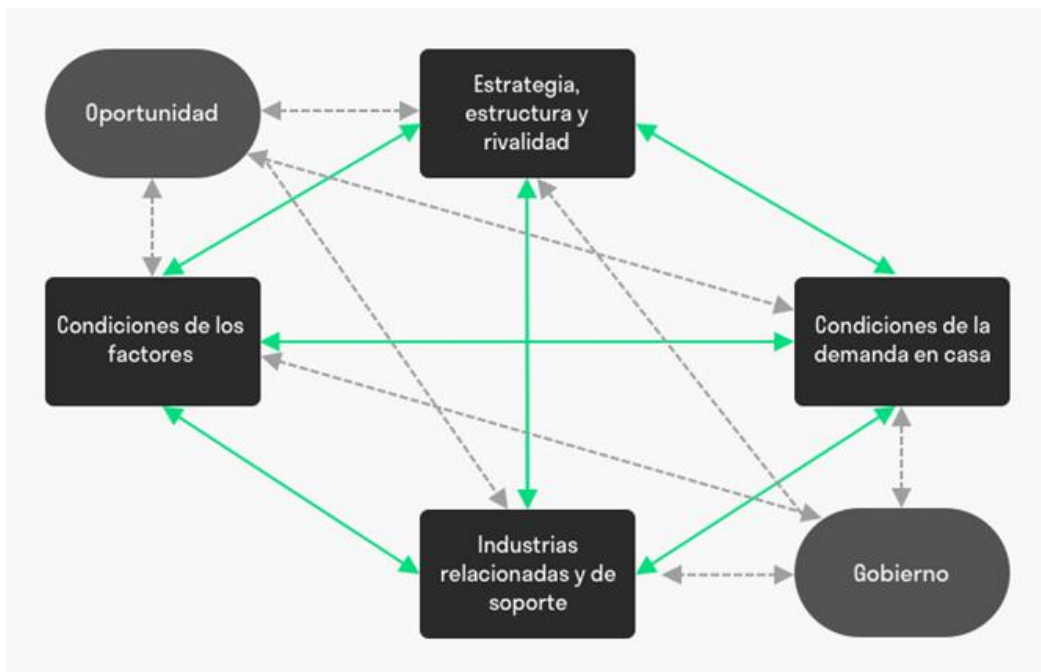 Oportunidad
Estrategia,
estructura y
rivalidad
Condiciones de los
factores
Condiciones de la
demanda en casa
Industrias
relacionadas y de
soporte
Gobierno